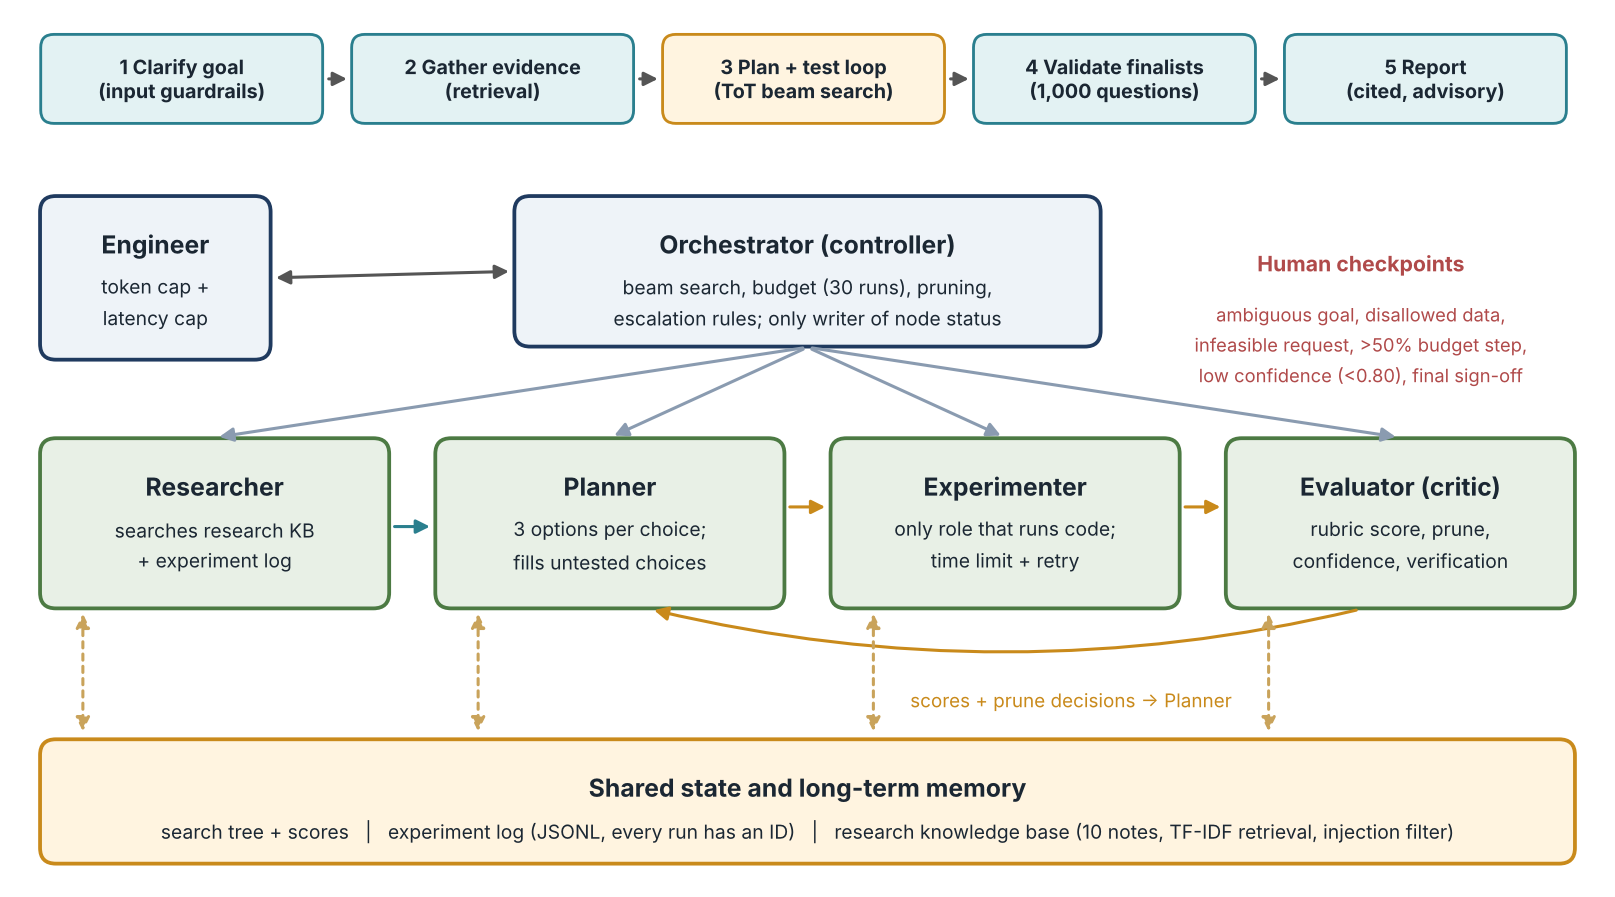 1 Clarify goal
(input guardrails)
2 Gather evidence
(retrieval)
3 Plan + test loop
(ToT beam search)
4 Validate finalists
(1,000 questions)
5 Report
(cited, advisory)
Engineer
token cap +
latency cap
Orchestrator (controller)
beam search, budget (30 runs), pruning,
escalation rules; only writer of node status
Human checkpoints
ambiguous goal, disallowed data,
infeasible request, >50% budget step,
low confidence (<0.80), final sign-off
Researcher
searches research KB
+ experiment log
Planner
3 options per choice;
fills untested choices
Experimenter
only role that runs code;
time limit + retry
Evaluator (critic)
rubric score, prune,
confidence, verification
scores + prune decisions → Planner
Shared state and long-term memory
search tree + scores | experiment log (JSONL, every run has an ID) | research knowledge base (10 notes, TF-IDF retrieval, injection filter)